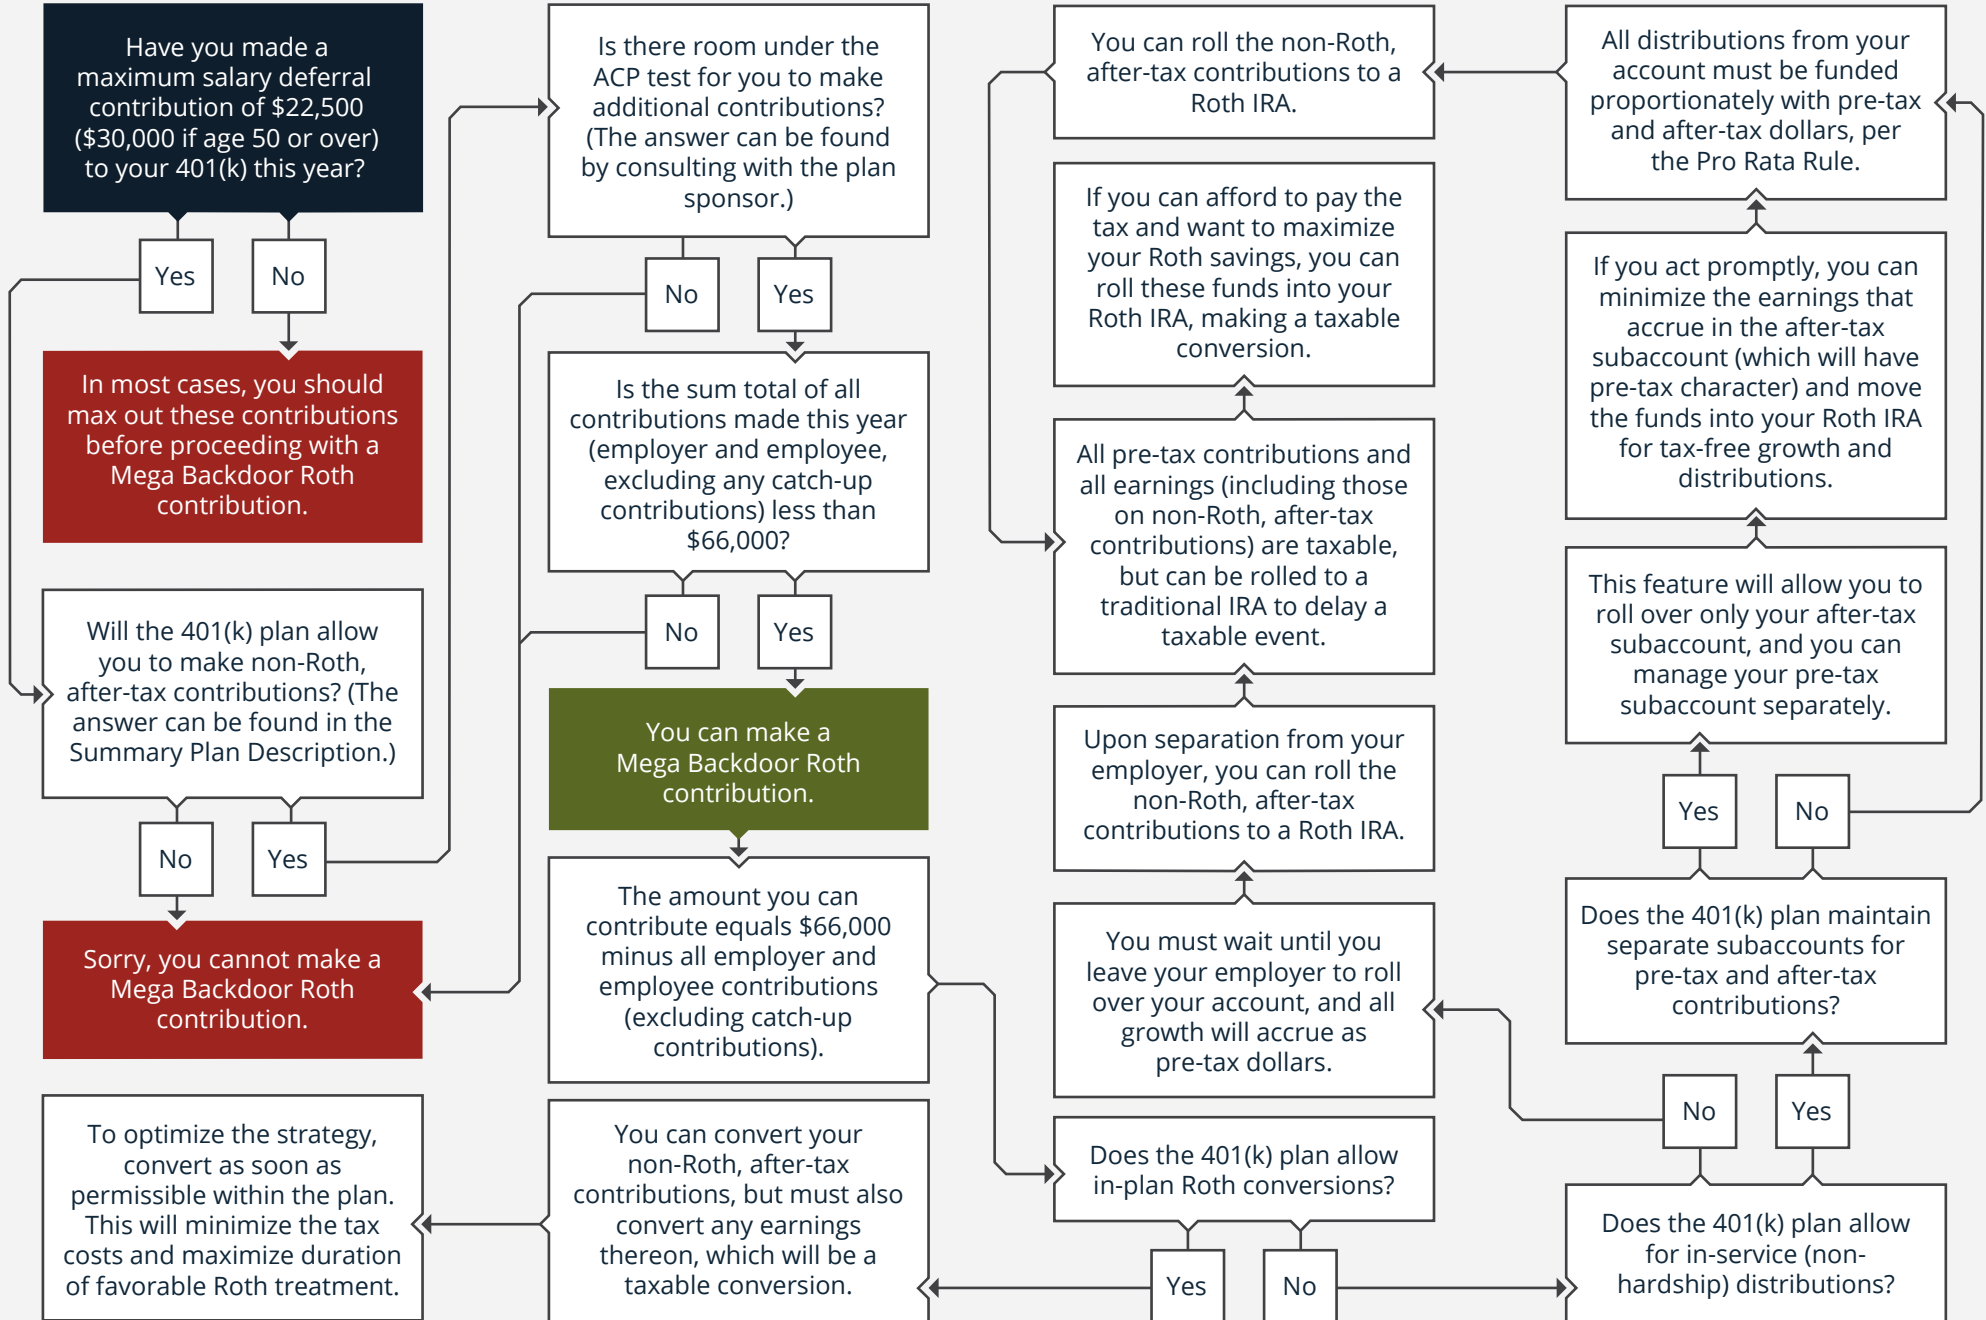 Have you made a
maximum salary deferral
contribution of $22,500
($30,000 if age 50 or over)
to your 401(k) this year?
Yes
No
In most cases, you should
max out these contributions
before proceeding with a
Mega Backdoor Roth
contribution.
Will the 401(k) plan allow
you to make non-Roth,
after-tax contributions? (The
answer can be found in the
Summary Plan Description.)
No
Yes
Sorry, you cannot make a
Mega Backdoor Roth
contribution.
Is there room under the
ACP test for you to make
additional contributions?
(The answer can be found
by consulting with the plan
sponsor.)
No
Yes
Is the sum total of all
contributions made this year
(employer and employee,
excluding any catch-up
contributions) less than
$66,000?
No
Yes
You can make a
Mega Backdoor Roth
contribution.
The amount you can
contribute equals $66,000
minus all employer and
employee contributions
(excluding catch-up
contributions).
Does the 401(k) plan allow
in-plan Roth conversions?
Yes
No
You can convert your
non-Roth, after-tax
contributions, but must also
convert any earnings
thereon, which will be a
taxable conversion.
To optimize the strategy,
convert as soon as
permissible within the plan.
This will minimize the tax
costs and maximize duration
of favorable Roth treatment.
Does the 401(k) plan allow
for in-service (non-
hardship) distributions?
No
Yes
You must wait until you
leave your employer to roll
over your account, and all
growth will accrue as
pre-tax dollars.
Upon separation from your
employer, you can roll the
non-Roth, after-tax
contributions to a Roth IRA.
Does the 401(k) plan maintain
separate subaccounts for
pre-tax and after-tax
contributions?
Yes
No
This feature will allow you to
roll over only your after-tax
subaccount, and you can
manage your pre-tax
subaccount separately.
If you act promptly, you can
minimize the earnings that
accrue in the after-tax
subaccount (which will have
pre-tax character) and move
the funds into your Roth IRA
for tax-free growth and
distributions.
All distributions from your
account must be funded
proportionately with pre-tax
and after-tax dollars, per
the Pro Rata Rule.
You can roll the non-Roth,
after-tax contributions to a
Roth IRA.
All pre-tax contributions and
all earnings (including those
on non-Roth, after-tax
contributions) are taxable,
but can be rolled to a
traditional IRA to delay a
taxable event.
If you can afford to pay the
tax and want to maximize
your Roth savings, you can
roll these funds into your
Roth IRA, making a taxable
conversion.